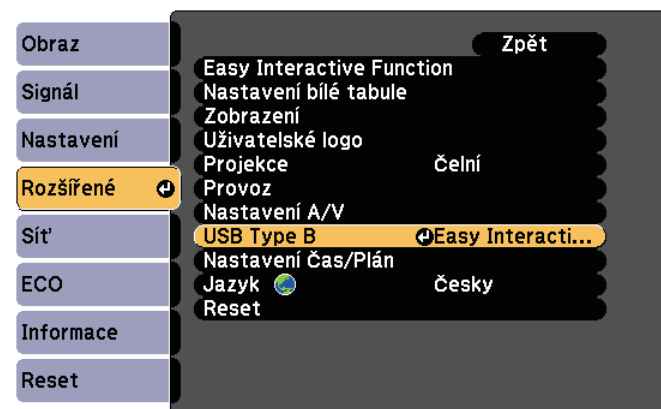 Obraz
Signál
Nastavení
Rozšířené
Síť
ECO
Informace
Reset
Zpět
Easy Interactive Function
Nastavení bílé tabule
Zobrazení
Uživatelské logo
Projekce Čelní
Provoz
Nastavení A/V
USB Type B Easy Interacti...
Nastavení Čas/Plán
Jazyk Česky
Reset